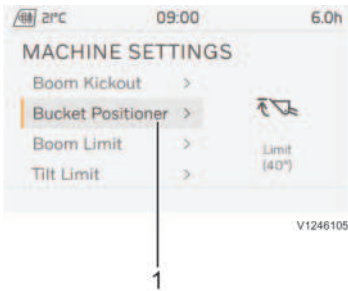 21°C 09:00 6.0h
MACHINE SETTINGS
Boom Kickout >
Bucket Positioner >
Boom Limit >
Tilt Limit >
Limit
(40°)
V1246105
1